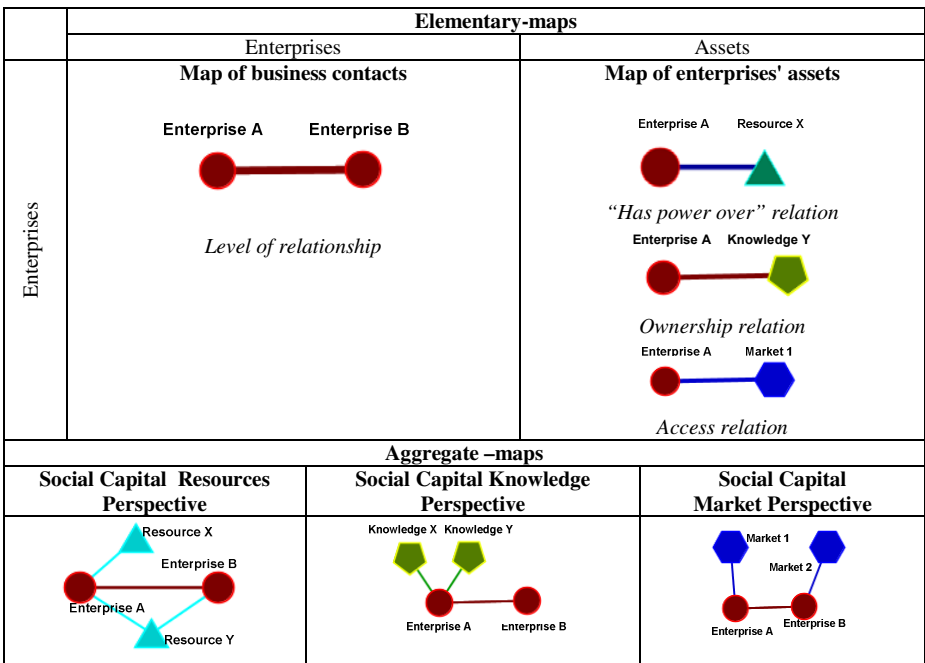 Elementary-maps
Enterprises
Assets
Enterprises
Map of business contacts
Enterprise A
Enterprise B
Level of relationship
Map of enterprises' assets
Enterprise A
Resource X
“Has power over” relation
Enterprise A
Knowledge Y
Ownership relation
Enterprise A
Market 1
Access relation
Aggregate –maps
Social Capital Resources
Perspective
Social Capital Knowledge
Perspective
Social Capital
Market Perspective
Resource X
Enterprise B
Enterprise A
Resource Y
Knowledge X
Knowledge Y
Enterprise A
Enterprise B
Market 1
Market 2
Enterprise A
Enterprise B